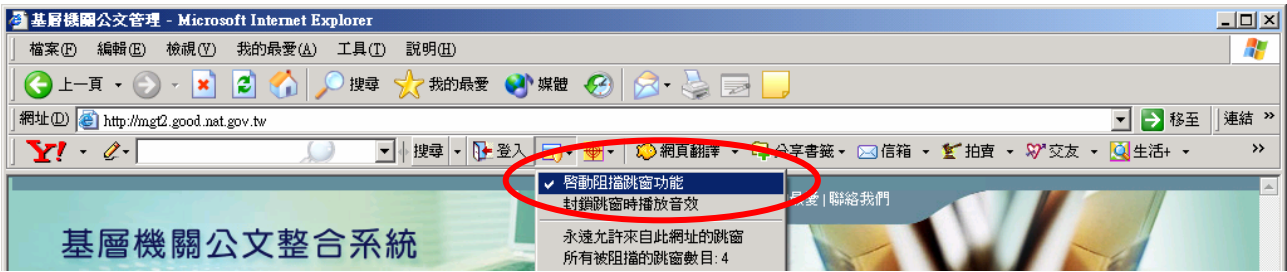 基層機關公文管理 - Microsoft Internet Explorer
檔案(F) 編輯(E) 檢視(V) 我的最愛(A) 工具(T) 說明(H)
上一頁 搜尋 我的最愛 媒體
網址(D) http://mgt2.good.nat.gov.tw 移至 連結 »
Y! 搜尋 登入 網頁翻譯 分享書籤 信箱 拍賣 交友 生活+ »
✓ 啟動阻擋跳窗功能
封鎖跳窗時播放音效
最愛 | 聯絡我們
基層機關公文整合系統
永遠允許來自此網址的跳窗
所有被阻擋的跳窗數目: 4